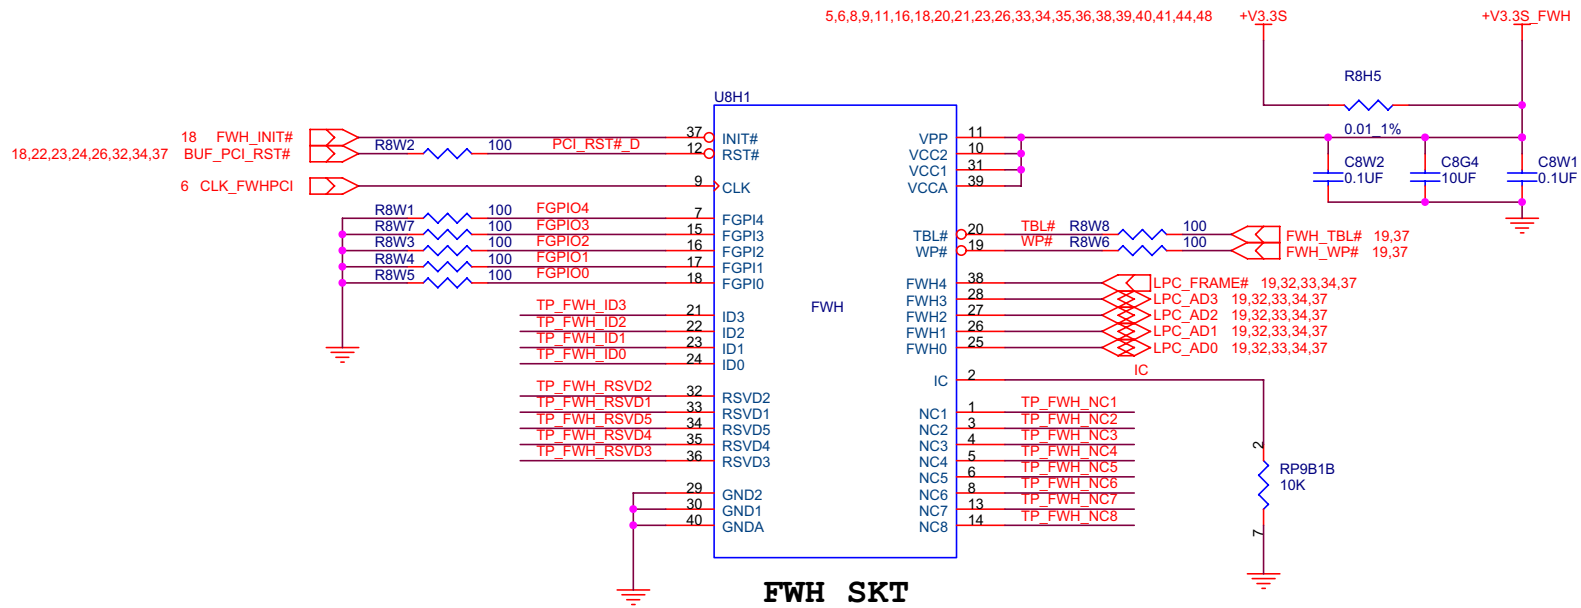 5,6,8,9,11,16,18,20,21,23,26,33,34,35,36,38,39,40,41,44,48 +V3.3S +V3.3S_FWH
R8H5
0.01_1%
C8W2 0.1UF
C8G4 10UF
C8W1 0.1UF
U8H1
18 FWH_INIT# 37 INIT#
18,22,23,24,26,32,34,37 BUF_PCI_RST# R8W2 100 PCI_RST#_D 12 RST#
6 CLK_FWHPCI 9 CLK
R8W1 100 FGPIO4 7 FGPI4
R8W7 100 FGPIO3 15 FGPI3
R8W3 100 FGPIO2 16 FGPI2
R8W4 100 FGPIO1 17 FGPI1
R8W5 100 FGPIO0 18 FGPI0
TP_FWH_ID3 21 ID3
TP_FWH_ID2 22 ID2
TP_FWH_ID1 23 ID1
TP_FWH_ID0 24 ID0
TP_FWH_RSVD2 32 RSVD2
TP_FWH_RSVD1 33 RSVD1
TP_FWH_RSVD5 34 RSVD5
TP_FWH_RSVD4 35 RSVD4
TP_FWH_RSVD3 36 RSVD3
29 GND2
30 GND1
40 GNDA
FWH
VPP 11
VCC2 10
VCC1 31
VCCA 39
TBL# 20 TBL# R8W8 100 FWH_TBL# 19,37
WP# 19 WP# R8W6 100 FWH_WP# 19,37
FWH4 38 LPC_FRAME# 19,32,33,34,37
FWH3 28 LPC_AD3 19,32,33,34,37
FWH2 27 LPC_AD2 19,32,33,34,37
FWH1 26 LPC_AD1 19,32,33,34,37
FWH0 25 LPC_AD0 19,32,33,34,37
IC 2 IC
NC1 1 TP_FWH_NC1
NC2 3 TP_FWH_NC2
NC3 4 TP_FWH_NC3
NC4 5 TP_FWH_NC4
NC5 6 TP_FWH_NC5
NC6 8 TP_FWH_NC6
NC7 13 TP_FWH_NC7
NC8 14 TP_FWH_NC8
2
RP9B1B
10K
7
FWH SKT